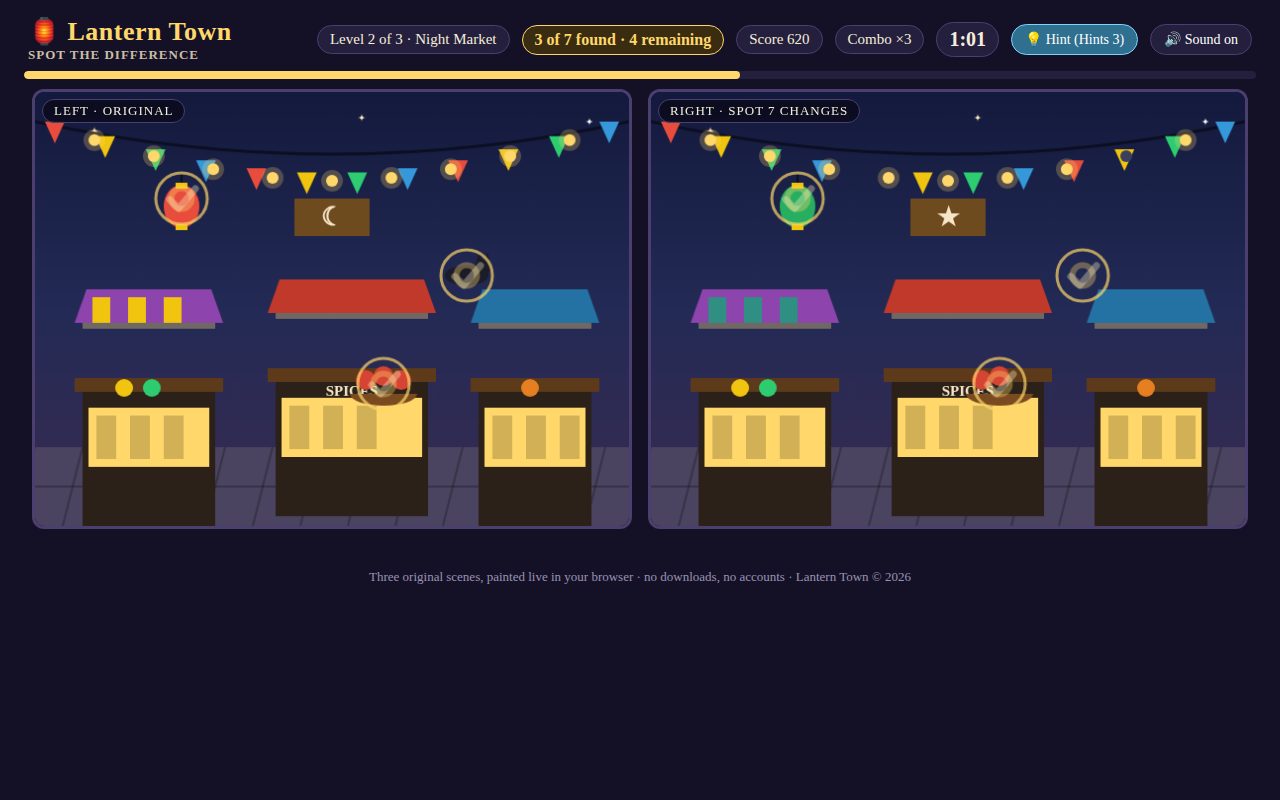 Lantern Town
SPOT THE DIFFERENCE
Level 2 of 3 · Night Market
3 of 7 found · 4 remaining
Score 620
Combo ×3
1:01
Hint (Hints 3)
Sound on
LEFT · ORIGINAL
SPICES
RIGHT · SPOT 7 CHANGES
SPICES
Three original scenes, painted live in your browser · no downloads, no accounts · Lantern Town © 2026